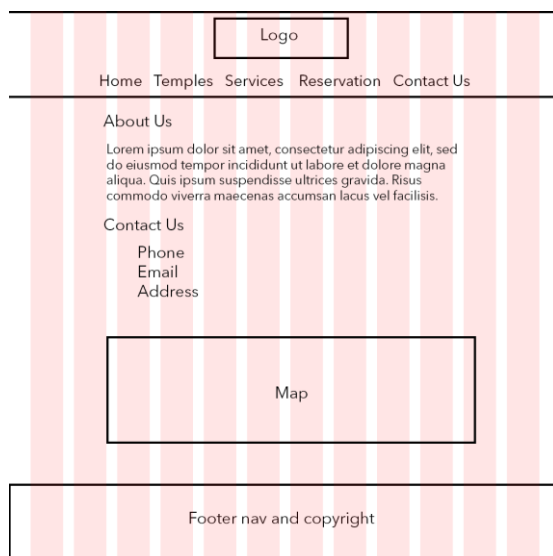 Logo
Home Temples Services Reservation Contact Us
About Us
Lorem ipsum dolor sit amet, consectetur adipiscing elit, sed
do eiusmod tempor incididunt ut labore et dolore magna
aliqua. Quis ipsum suspendisse ultrices gravida. Risus
commodo viverra maecenas accumsan lacus vel facilisis.
Contact Us
Phone
Email
Address
Map
Footer nav and copyright